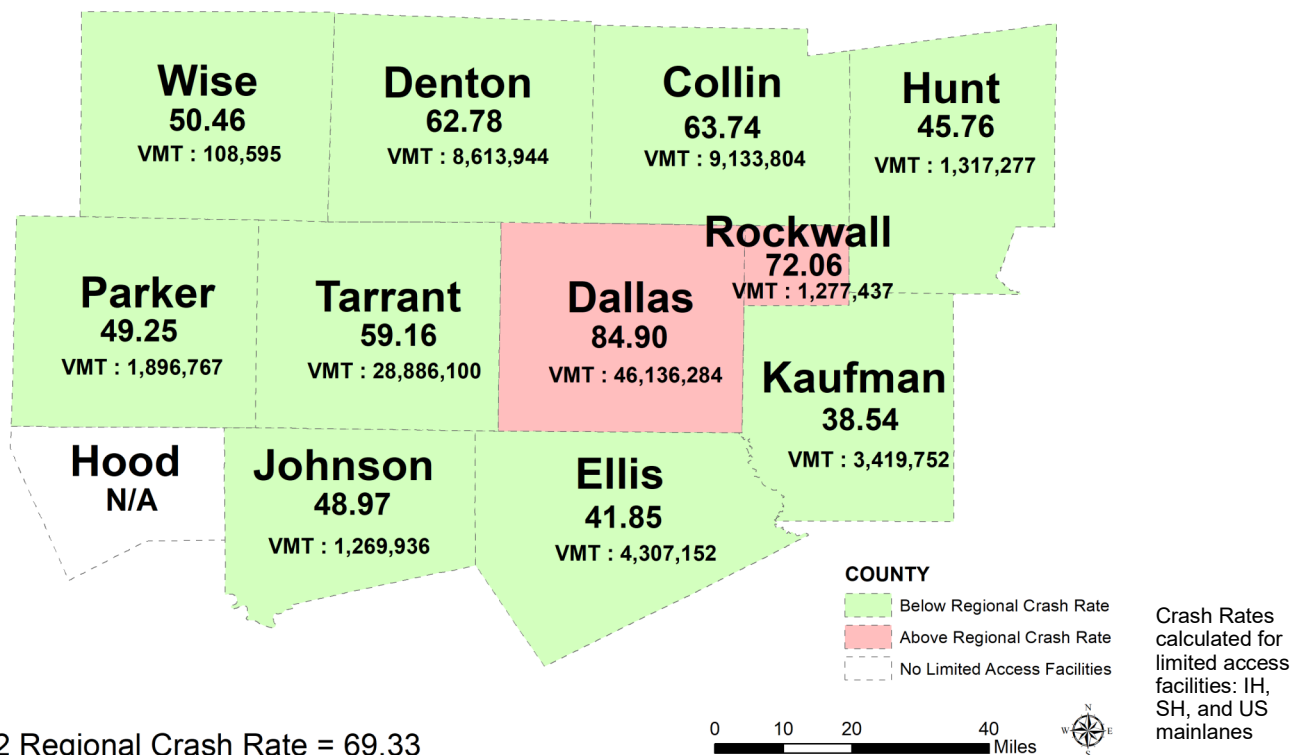 Wise
50.46
VMT : 108,595
Denton
62.78
VMT : 8,613,944
Collin
63.74
VMT : 9,133,804
Hunt
45.76
VMT : 1,317,277
Parker
49.25
VMT : 1,896,767
Tarrant
59.16
VMT : 28,886,100
Dallas
84.90
VMT : 46,136,284
Rockwall
72.06
VMT : 1,277,437
Kaufman
38.54
VMT : 3,419,752
Hood
N/A
Johnson
48.97
VMT : 1,269,936
Ellis
41.85
VMT : 4,307,152
COUNTY
Below Regional Crash Rate
Above Regional Crash Rate
No Limited Access Facilities
Crash Rates
calculated for
limited access
facilities: IH,
SH, and US
mainlanes
2 Regional Crash Rate = 69.33
0 10 20 40
Miles
N
W E
S